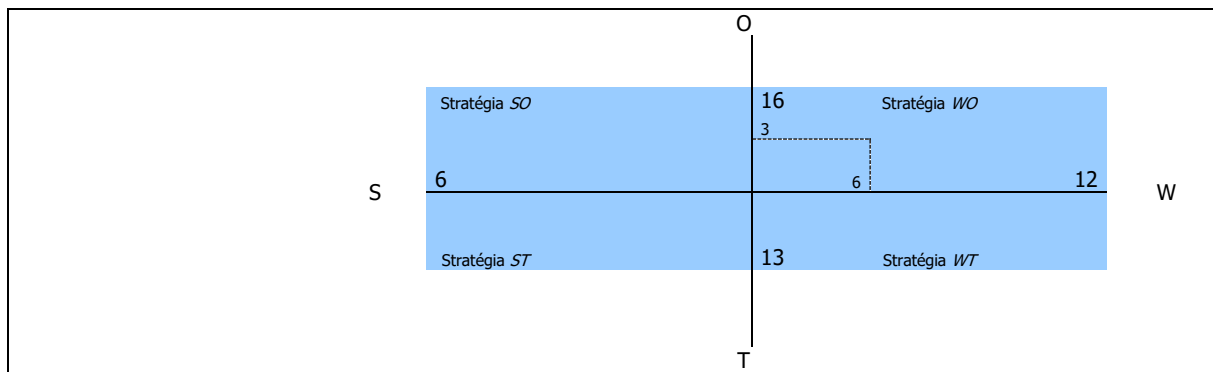 O
Stratégia SO
16
Stratégia WO
3
S
6
6
12
W
Stratégia ST
13
Stratégia WT
T